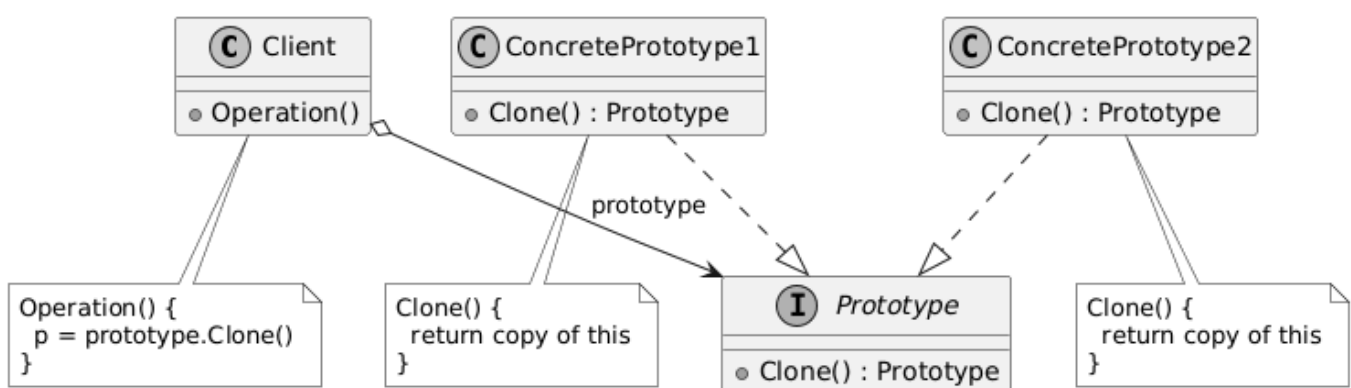 C Client
Operation()
C ConcretePrototype1
Clone() : Prototype
C ConcretePrototype2
Clone() : Prototype
prototype
Operation() {
p = prototype.Clone()
}
Clone() {
return copy of this
}
I Prototype
Clone() : Prototype
Clone() {
return copy of this
}